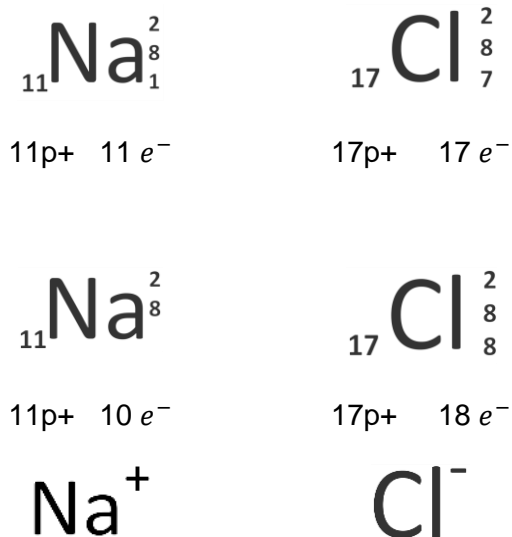 ₁₁Na 2 8 1 ₁₇Cl 2 8 7
11p+ 11 e⁻ 17p+ 17 e⁻
₁₁Na 2 8 ₁₇Cl 2 8 8
11p+ 10 e⁻ 17p+ 18 e⁻
Na⁺ Cl⁻